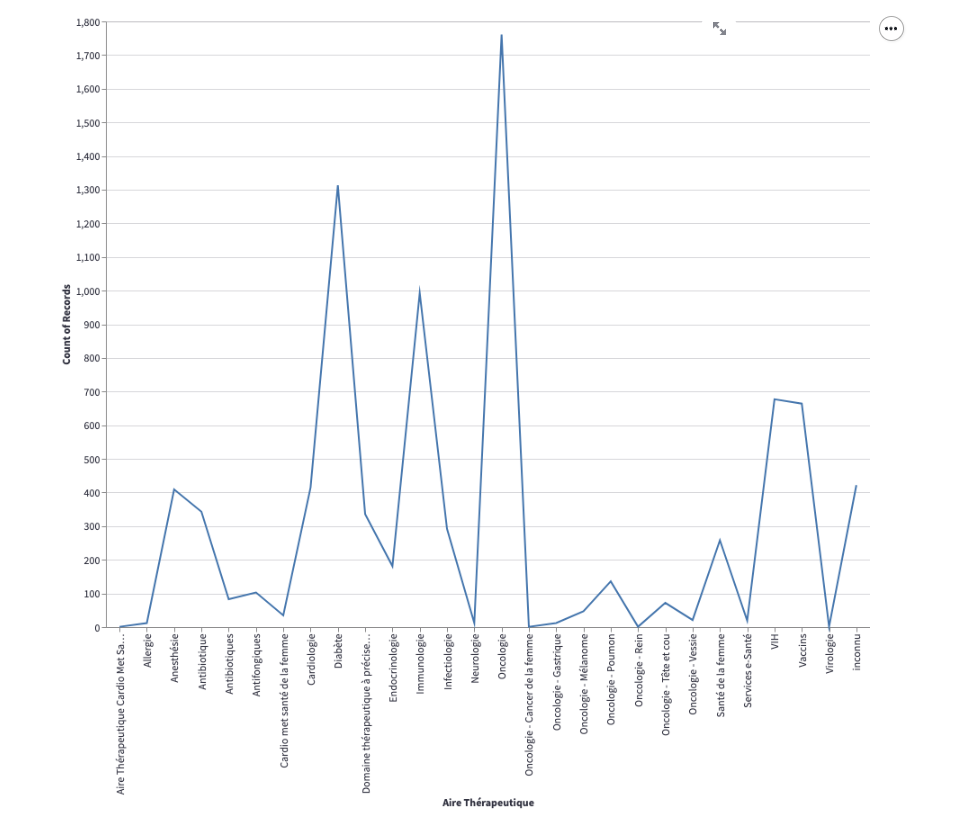 1,800
1,700
1,600
1,500
1,400
1,300
1,200
1,100
1,000
900
800
700
600
500
400
300
200
100
0
Count of Records
Aire Thérapeutique Cardio Met Sa...
Allergie
Anesthésie
Antibiotique
Antibiotiques
Antifongiques
Cardio met santé de la femme
Cardiologie
Diabète
Domaine thérapeutique à précise...
Endocrinologie
Immunologie
Infectiologie
Neurologie
Oncologie
Oncologie - Cancer de la femme
Oncologie - Gastrique
Oncologie - Mélanome
Oncologie - Poumon
Oncologie - Rein
Oncologie - Tête et cou
Oncologie - Vessie
Santé de la femme
Services e-Santé
VIH
Vaccins
Virologie
inconnu
Aire Thérapeutique